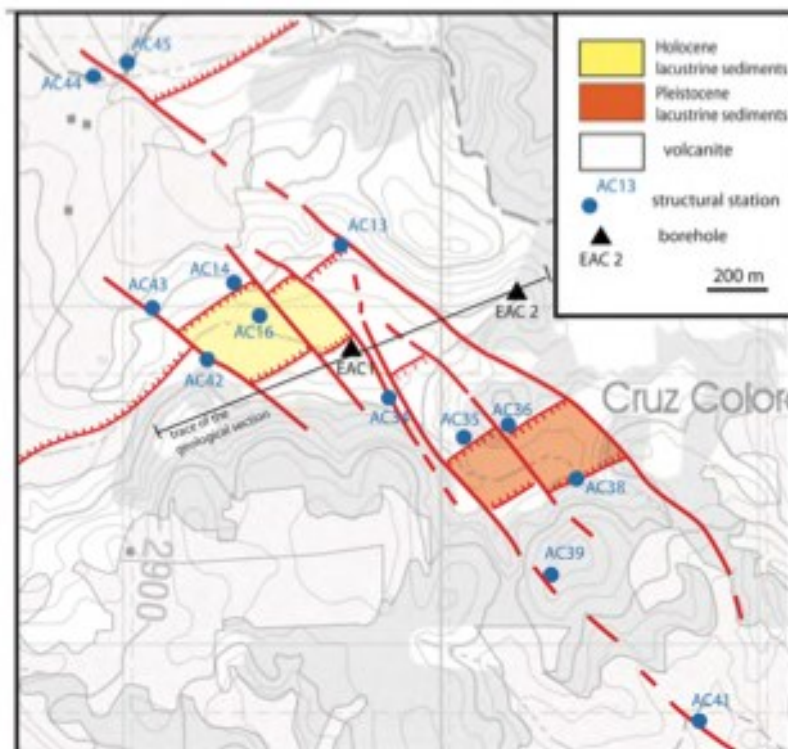 AC45
AC44
AC13
AC14
AC43
AC16
EAC 2
EAC1
AC42
AC34
trace of the
geological section
AC35
AC36
Cruz Colore
AC38
AC39
2900
AC41
Holocene
lacustrine sediments
Pleistocene
lacustrine sediments
volcanite
AC13
structural station
borehole
EAC 2
200 m